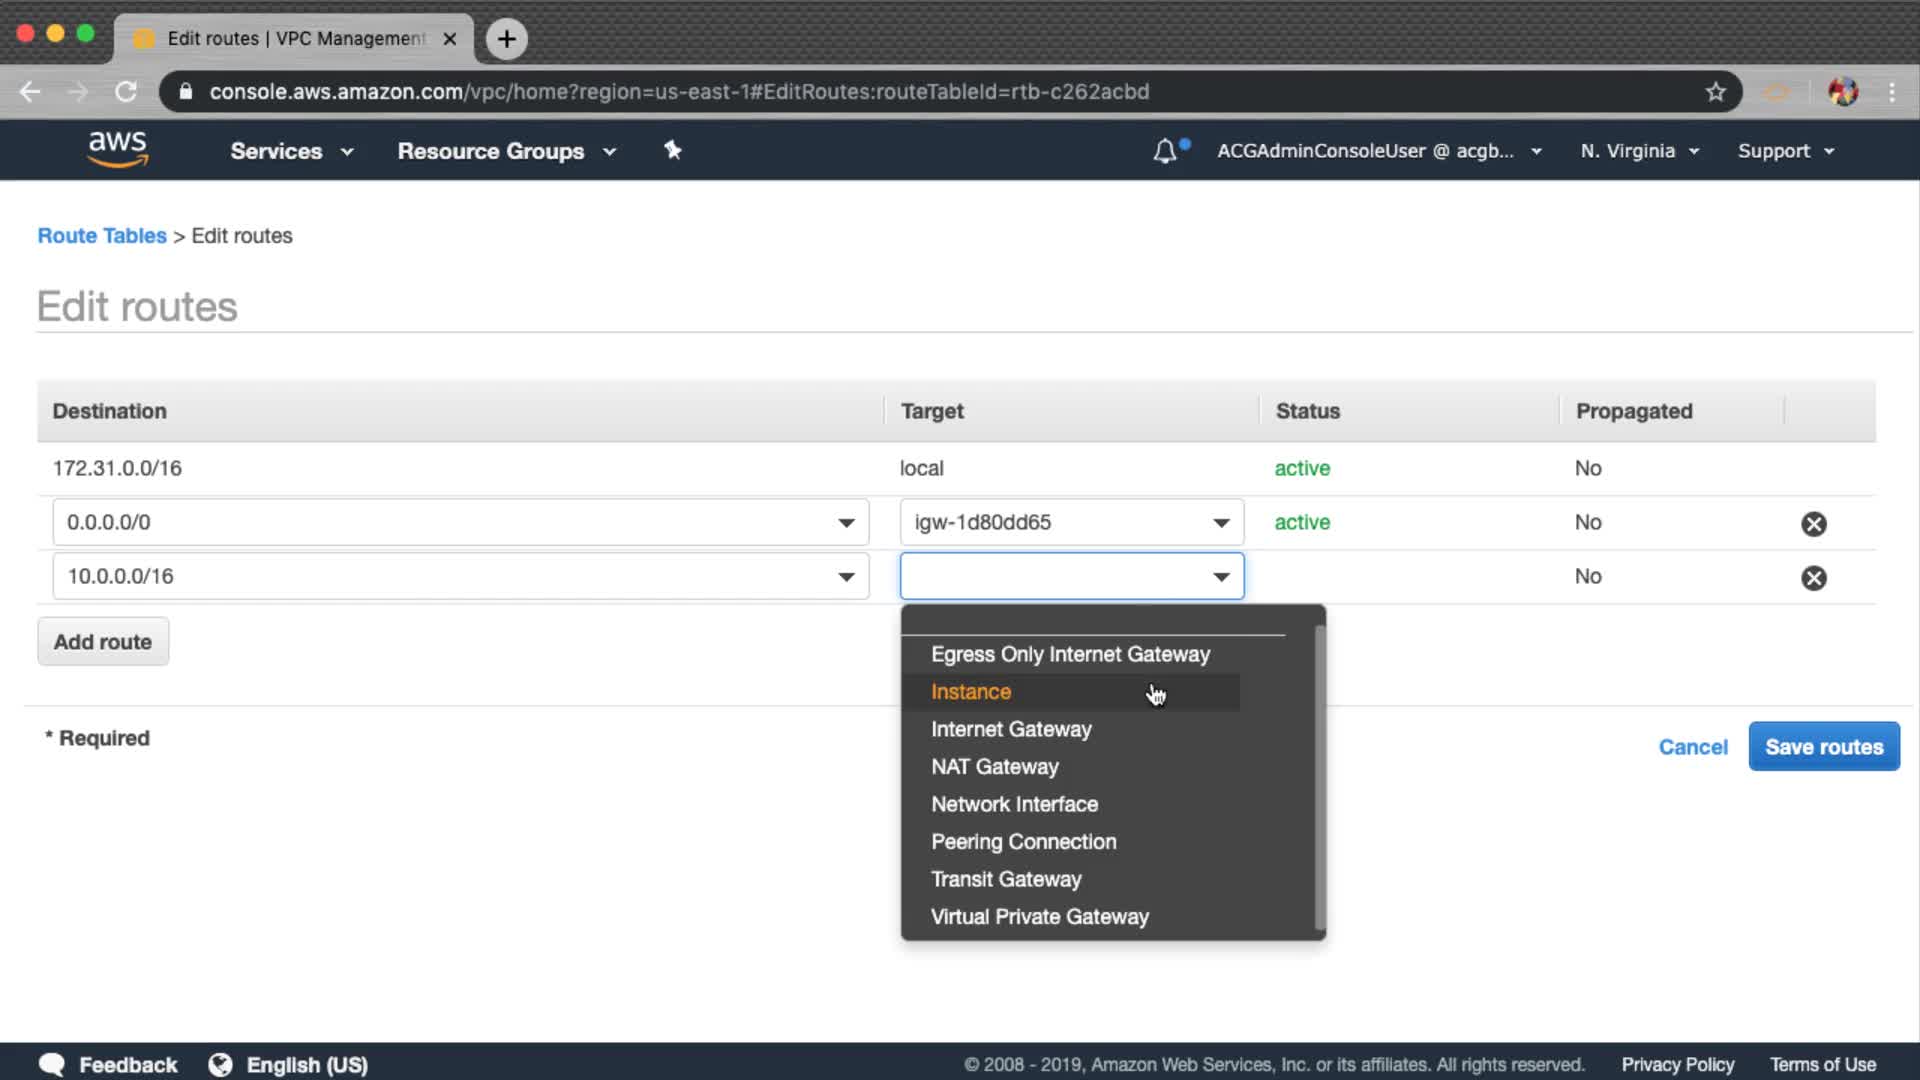 Edit routes | VPC Management
console.aws.amazon.com/vpc/home?region=us-east-1#EditRoutes:routeTableId=rtb-c262acbd
aws Services Resource Groups ACGAdminConsoleUser @ acgb... N. Virginia Support
Route Tables > Edit routes
Edit routes
Destination Target Status Propagated
172.31.0.0/16 local active No
0.0.0.0/0 igw-1d80dd65 active No
10.0.0.0/16 No
Add route
Egress Only Internet Gateway
Instance
Internet Gateway
NAT Gateway
Network Interface
Peering Connection
Transit Gateway
Virtual Private Gateway
* Required
Cancel Save routes
Feedback English (US) © 2008 - 2019, Amazon Web Services, Inc. or its affiliates. All rights reserved. Privacy Policy Terms of Use